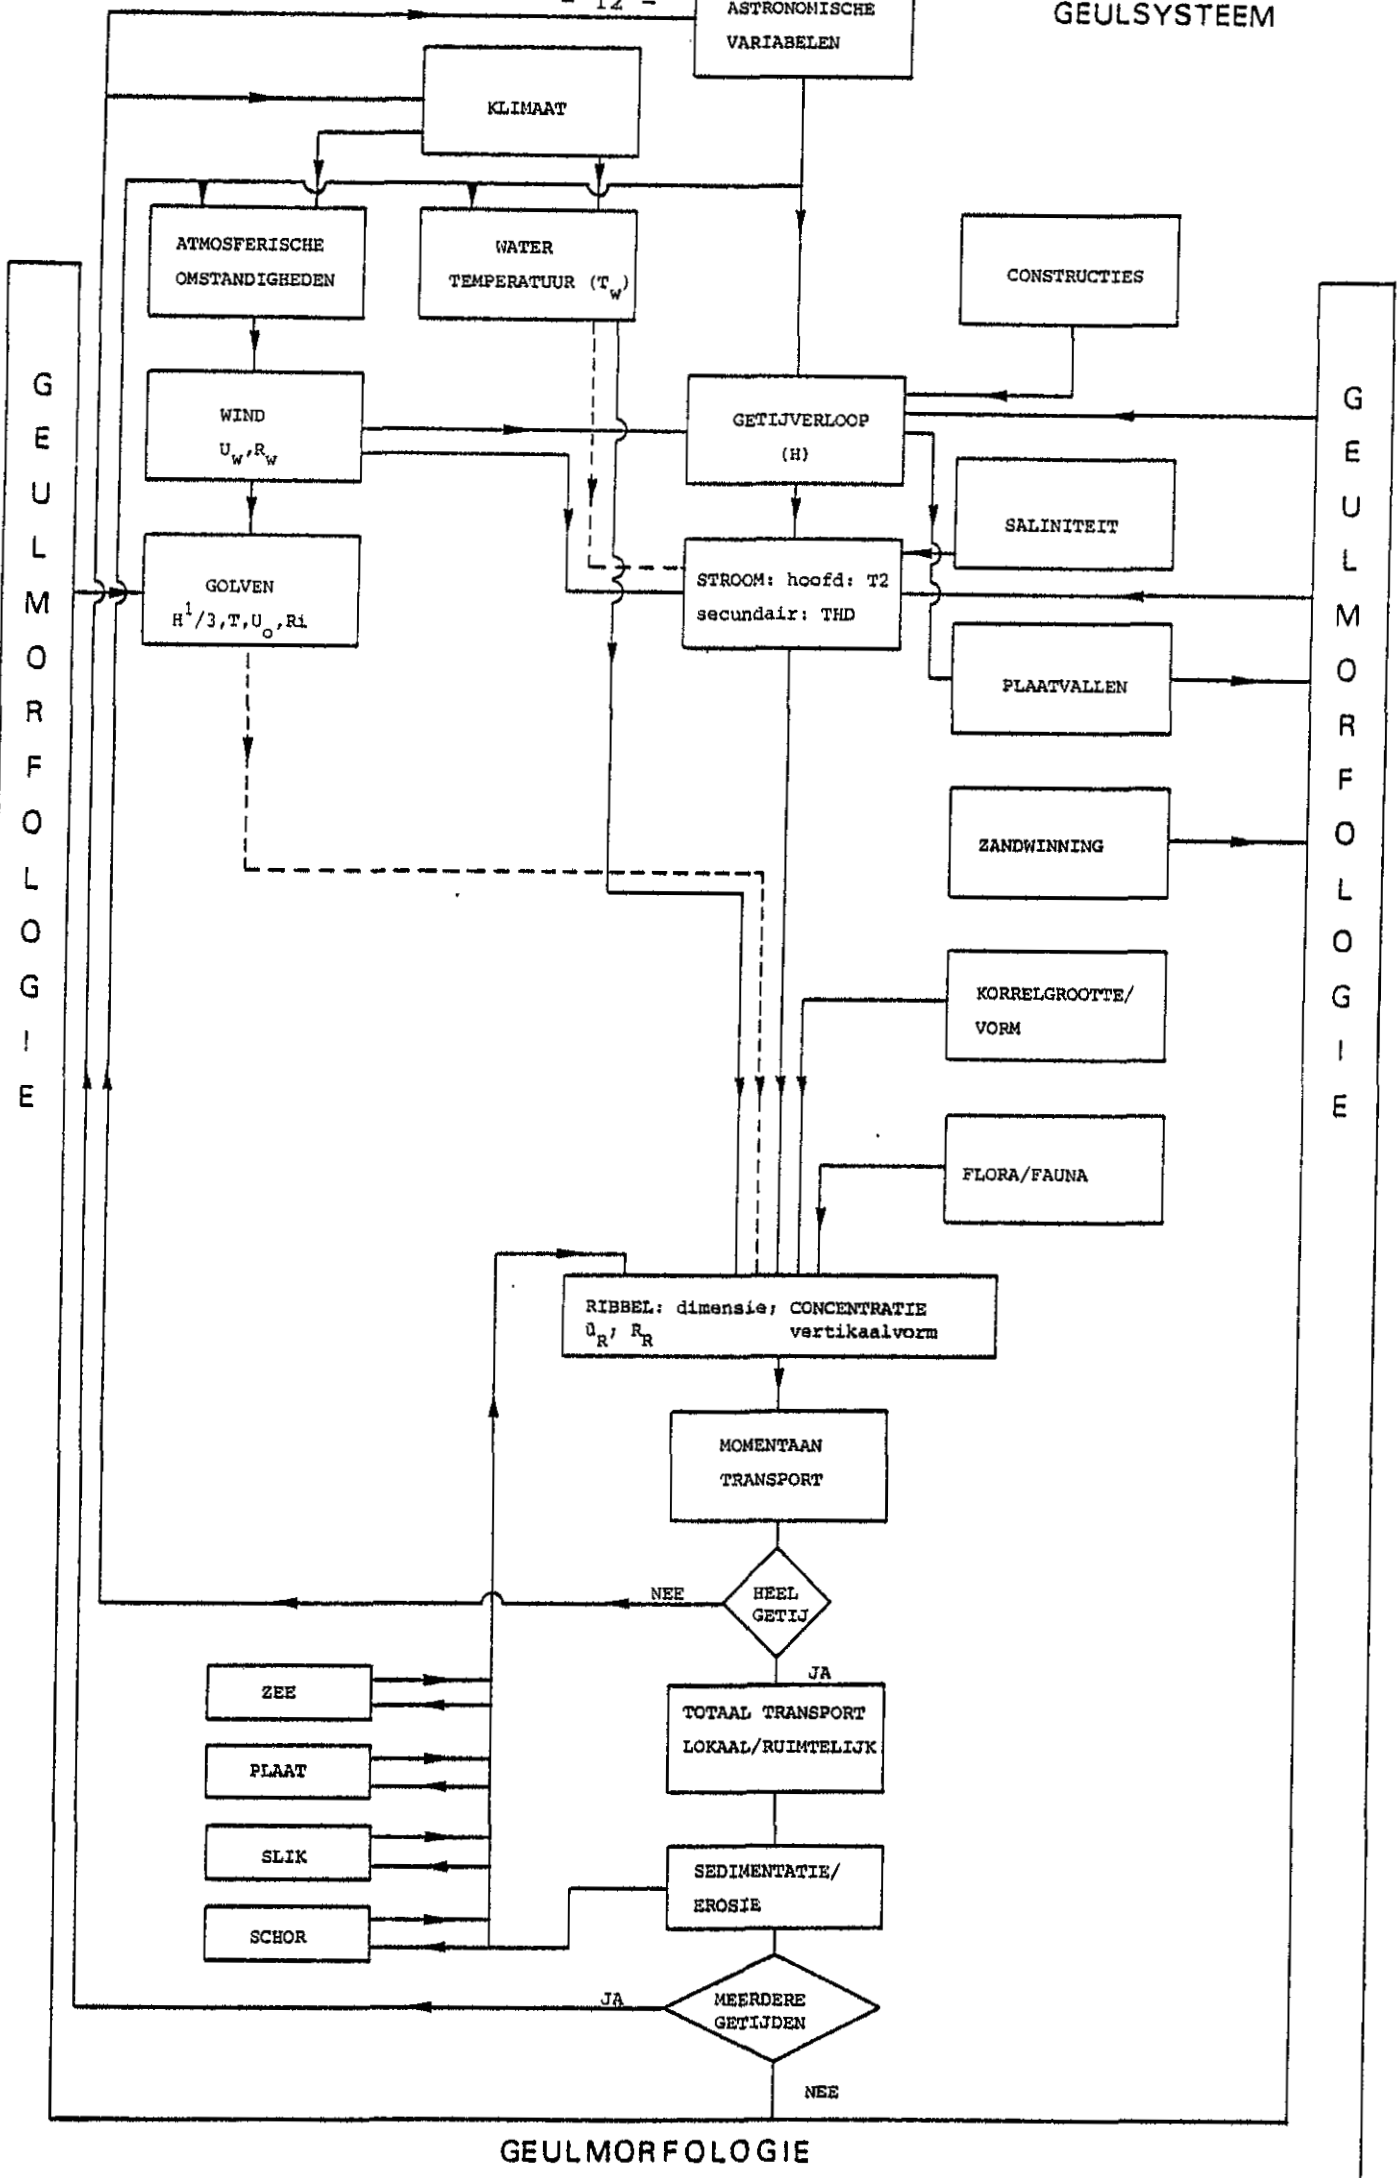 - 12 -
GEULSYSTEEM
ASTRONOMISCHE
VARIABELEN
KLIMAAT
ATMOSFERISCHE
OMSTANDIGHEDEN
WATER
TEMPERATUUR (T_W)
CONSTRUCTIES
GEULMORFOLOGIE
WIND
U_W,R_W
GETIJVERLOOP
(H)
GEULMORFOLOGIE
SALINITEIT
GOLVEN
H^1/3,T,U_O,Ri
STROOM: hoofd: T2
secundair: THD
PLAATVALLEN
ZANDWINNING
KORRELGROOTTE/
VORM
FLORA/FAUNA
RIBBEL: dimensie; CONCENTRATIE
U_R; R_R vertikaalvorm
MOMENTAAN
TRANSPORT
NEE
HEEL
GETIJ
JA
ZEE
TOTAAL TRANSPORT
LOKAAL/RUIMTELIJK
PLAAT
SLIK
SEDIMENTATIE/
EROSIE
SCHOR
JA
MEERDERE
GETIJDEN
NEE
GEULMORFOLOGIE